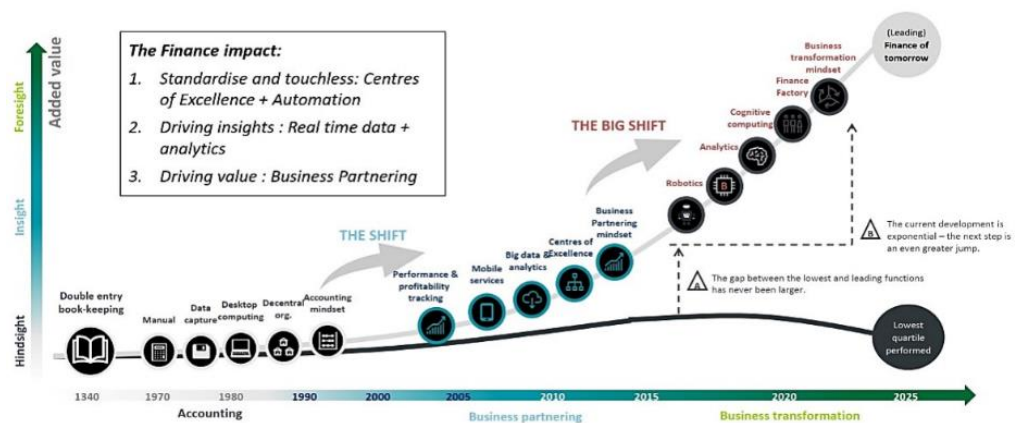 The Finance impact:
1. Standardise and touchless: Centres
of Excellence + Automation
2. Driving insights : Real time data +
analytics
3. Driving value : Business Partnering
Foresight
Insight
Hindsight
Added value
Double entry
book-keeping
Manual
Data
capture
Desktop
computing
Decentral
org.
Accounting
mindset
THE SHIFT
Performance &
profitability
tracking
Mobile
services
Big data &
analytics
Centres of
Excellence
Business
Partnering
mindset
THE BIG SHIFT
Robotics
Analytics
B
Cognitive
computing
Finance
Factory
Business
transformation
mindset
(Leading)
Finance of
tomorrow
B
The current development is
exponential – the next step is
an even greater jump.
A
The gap between the lowest and leading functions
has never been larger.
Lowest
quartile
performed
1340
1970
1980
1990
2000
2005
2010
2015
2020
2025
Accounting
Business partnering
Business transformation